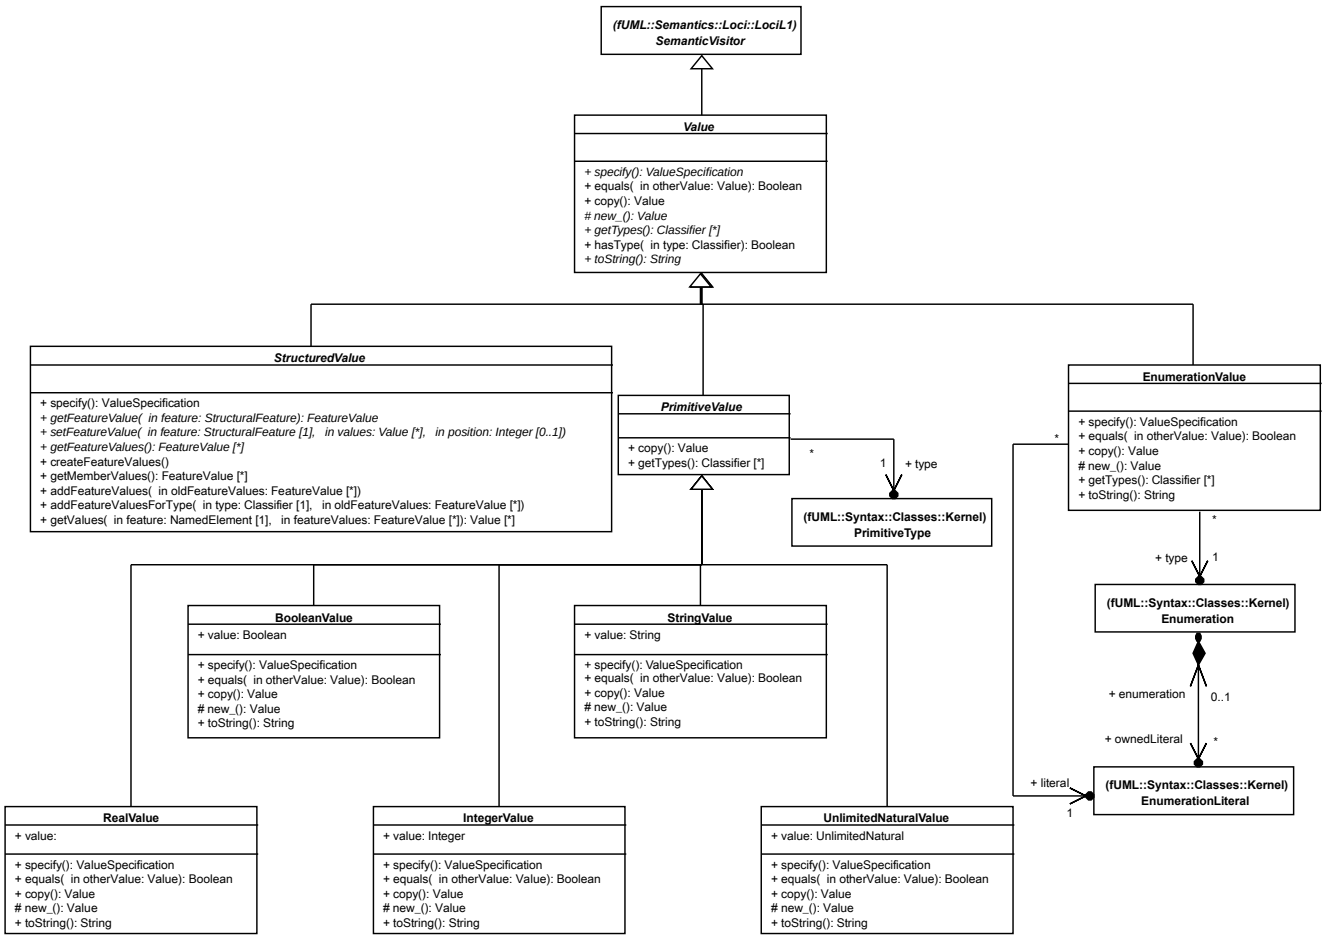 (fUML::Semantics::Loci::LociL1)
SemanticVisitor
Value
+ specify(): ValueSpecification
+ equals(  in otherValue: Value): Boolean
+ copy(): Value
# new_(): Value
+ getTypes(): Classifier [*]
+ hasType(  in type: Classifier): Boolean
+ toString(): String
StructuredValue
+ specify(): ValueSpecification
+ getFeatureValue(  in feature: StructuralFeature): FeatureValue
+ setFeatureValue(  in feature: StructuralFeature [1],   in values: Value [*],   in position: Integer [0..1])
+ getFeatureValues(): FeatureValue [*]
+ createFeatureValues()
+ getMemberValues(): FeatureValue [*]
+ addFeatureValues(  in oldFeatureValues: FeatureValue [*])
+ addFeatureValuesForType(  in type: Classifier [1],   in oldFeatureValues: FeatureValue [*])
+ getValues(  in feature: NamedElement [1],   in featureValues: FeatureValue [*]): Value [*]
PrimitiveValue
+ copy(): Value
+ getTypes(): Classifier [*]
*
1
+ type
(fUML::Syntax::Classes::Kernel)
PrimitiveType
EnumerationValue
+ specify(): ValueSpecification
+ equals(  in otherValue: Value): Boolean
+ copy(): Value
# new_(): Value
+ getTypes(): Classifier [*]
+ toString(): String
*
*
+ type
1
(fUML::Syntax::Classes::Kernel)
Enumeration
+ enumeration
0..1
+ ownedLiteral
*
+ literal
1
(fUML::Syntax::Classes::Kernel)
EnumerationLiteral
BooleanValue
+ value: Boolean
+ specify(): ValueSpecification
+ equals(  in otherValue: Value): Boolean
+ copy(): Value
# new_(): Value
+ toString(): String
StringValue
+ value: String
+ specify(): ValueSpecification
+ equals(  in otherValue: Value): Boolean
+ copy(): Value
# new_(): Value
+ toString(): String
RealValue
+ value:
+ specify(): ValueSpecification
+ equals(  in otherValue: Value): Boolean
+ copy(): Value
# new_(): Value
+ toString(): String
IntegerValue
+ value: Integer
+ specify(): ValueSpecification
+ equals(  in otherValue: Value): Boolean
+ copy(): Value
# new_(): Value
+ toString(): String
UnlimitedNaturalValue
+ value: UnlimitedNatural
+ specify(): ValueSpecification
+ equals(  in otherValue: Value): Boolean
+ copy(): Value
# new_(): Value
+ toString(): String